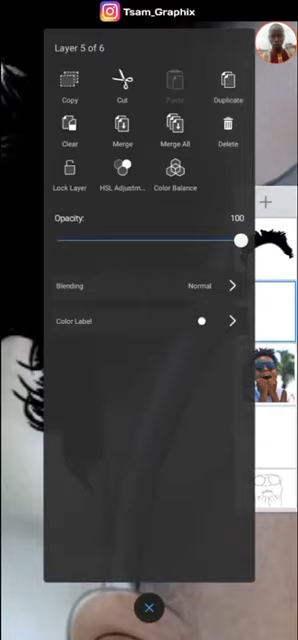 Tsam_Graphix
Layer 5 of 6
Copy Cut Paste Duplicate
Clear Merge Merge All Delete
Lock Layer HSL Adjustm... Color Balance
Opacity: 100
Blending Normal
Color Label